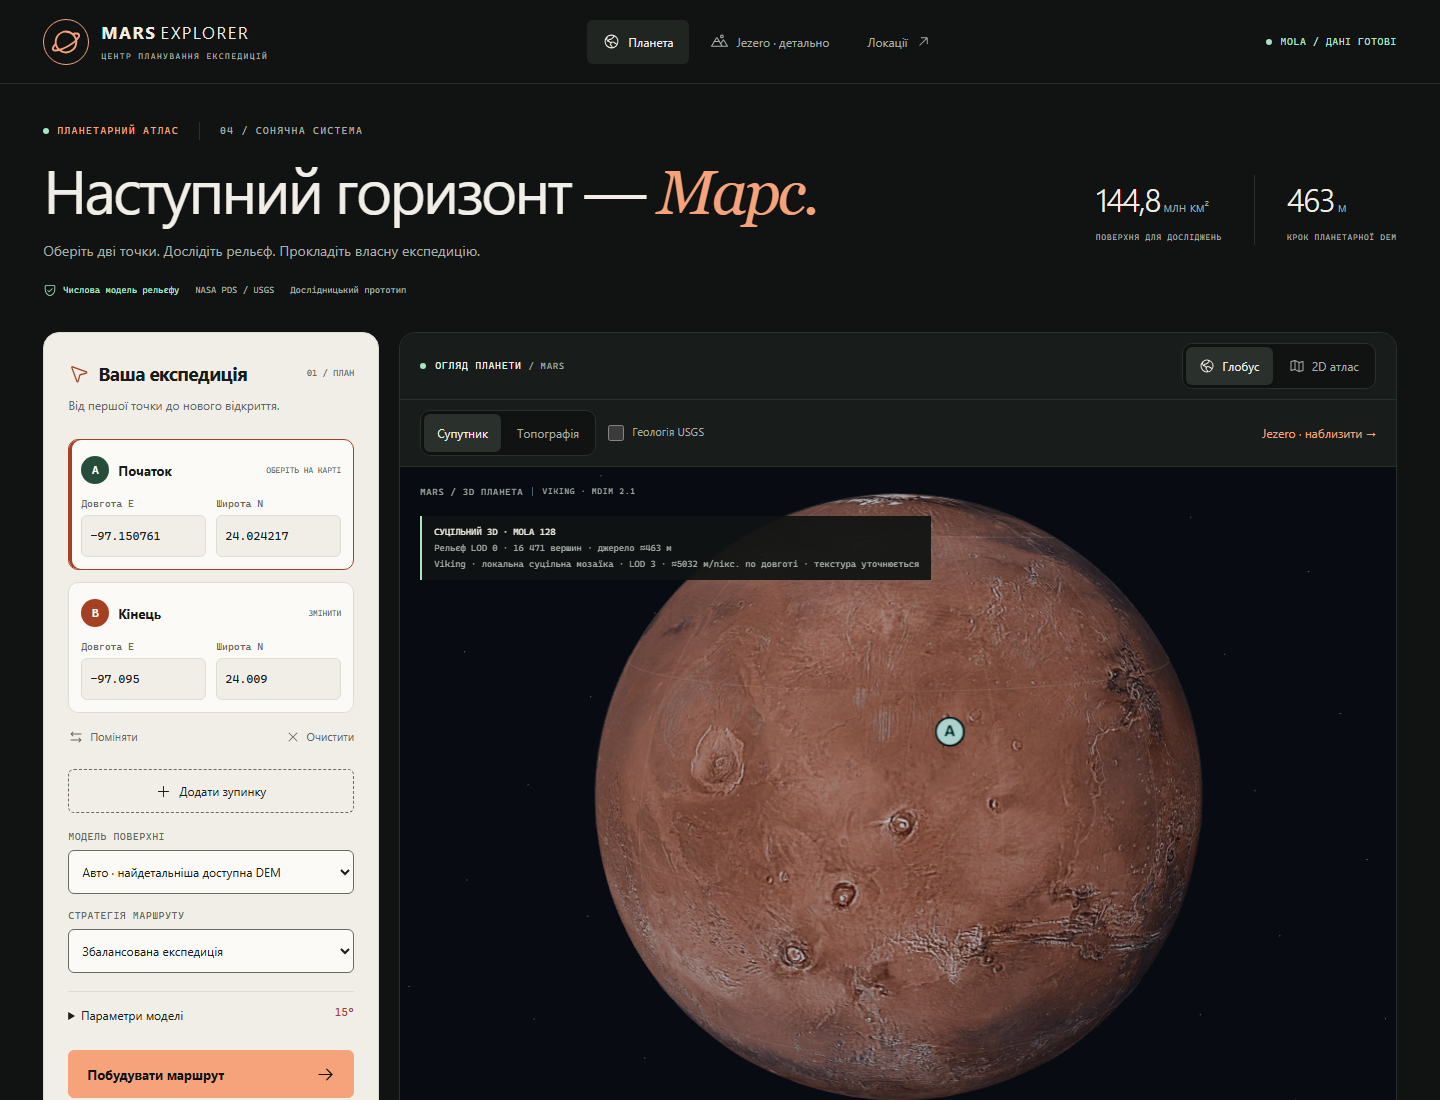 MARS EXPLORER
ЦЕНТР ПЛАНУВАННЯ ЕКСПЕДИЦІЙ
Планета
Jezero · детально
Локації
MOLA / ДАНІ ГОТОВІ
ПЛАНЕТАРНИЙ АТЛАС
04 / СОНЯЧНА СИСТЕМА
Наступний горизонт — Марс.
Оберіть дві точки. Дослідіть рельєф. Прокладіть власну експедицію.
144,8 МЛН КМ²
ПОВЕРХНЯ ДЛЯ ДОСЛІДЖЕНЬ
463 М
КРОК ПЛАНЕТАРНОЇ DEM
Числова модель рельєфу
NASA PDS / USGS
Дослідницький прототип
Ваша експедиція
01 / ПЛАН
Від першої точки до нового відкриття.
A
Початок
ОБЕРІТЬ НА КАРТІ
Довгота E
Широта N
−97.150761
24.024217
B
Кінець
ЗМІНИТИ
Довгота E
Широта N
−97.095
24.009
Поміняти
Очистити
Додати зупинку
МОДЕЛЬ ПОВЕРХНІ
Авто · найдетальніша доступна DEM
СТРАТЕГІЯ МАРШРУТУ
Збалансована експедиція
Параметри моделі
15°
Побудувати маршрут
ОГЛЯД ПЛАНЕТИ / MARS
Глобус
2D атлас
Супутник
Топографія
Геологія USGS
Jezero · наблизити →
MARS / 3D ПЛАНЕТА
VIKING · MDIM 2.1
СУЦІЛЬНИЙ 3D · MOLA 128
Рельєф LOD 0 · 16 471 вершин · джерело ≈463 м
Viking · локальна суцільна мозаїка · LOD 3 · ≈5032 м/пікс. по довготі · текстура уточнюється
A